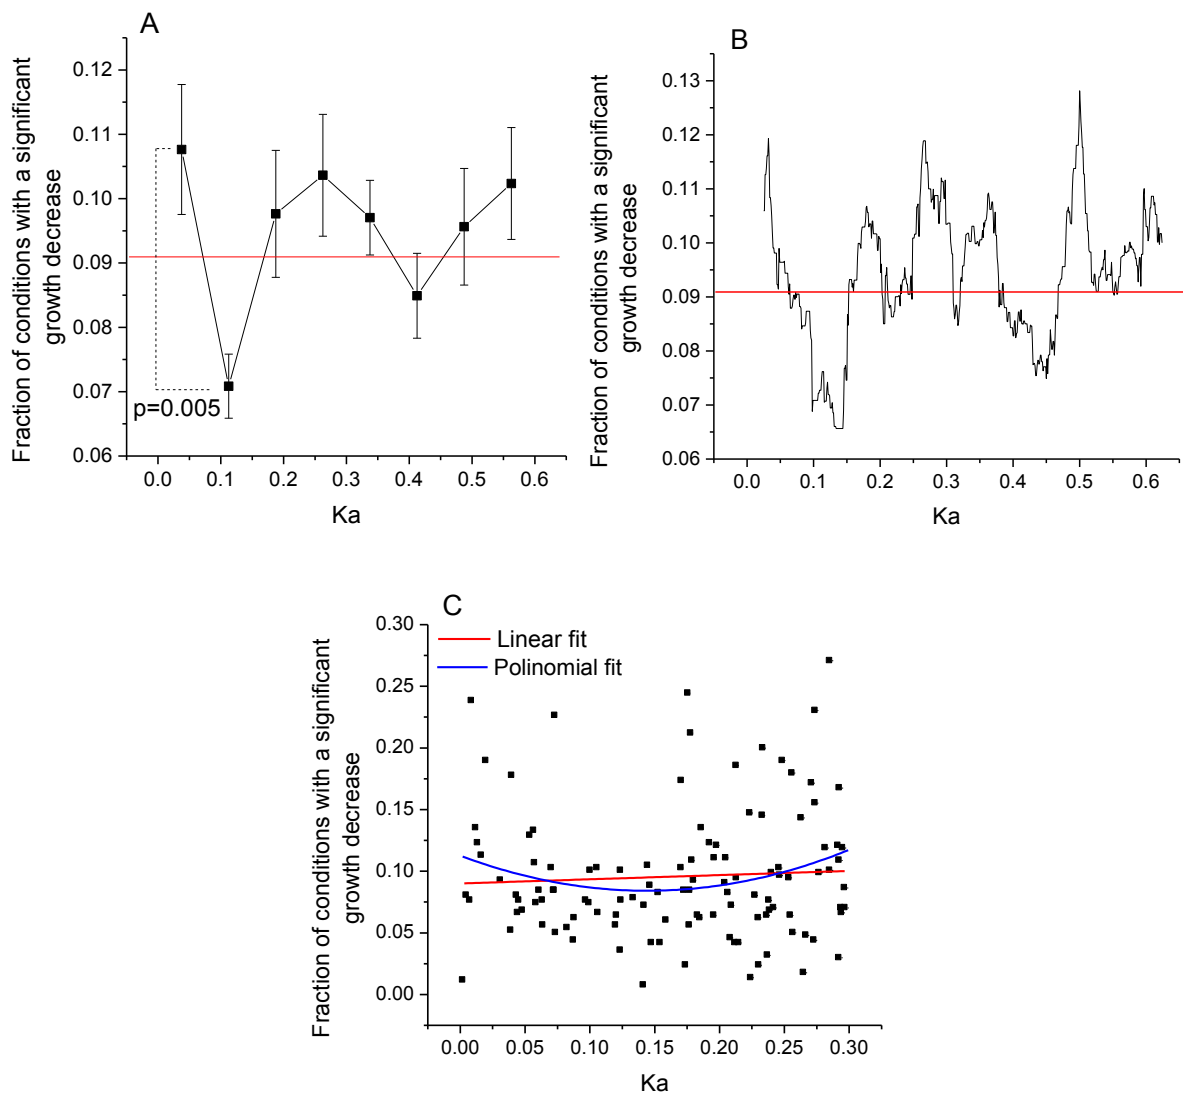 A
Fraction of conditions with a significant
growth decrease
0.12
0.11
0.10
0.09
0.08
0.07
0.06
p=0.005
0.0 0.1 0.2 0.3 0.4 0.5 0.6
Ka
B
Fraction of conditions with a significant
growth decrease
0.13
0.12
0.11
0.10
0.09
0.08
0.07
0.06
0.0 0.1 0.2 0.3 0.4 0.5 0.6
Ka
C
Fraction of conditions with a significant
growth decrease
0.30
0.25
0.20
0.15
0.10
0.05
0.00
Linear fit
Polinomial fit
0.00 0.05 0.10 0.15 0.20 0.25 0.30
Ka